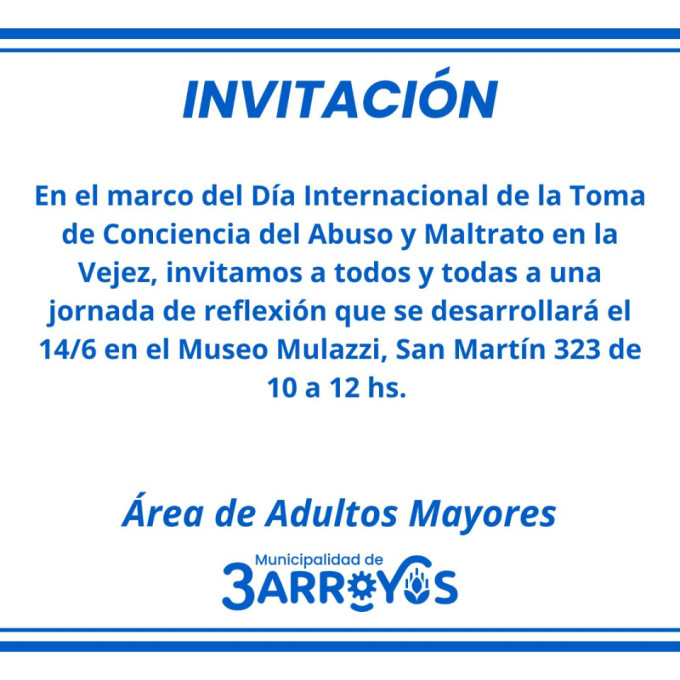 INVITACIÓN
En el marco del Día Internacional de la Toma
de Conciencia del Abuso y Maltrato en la
Vejez, invitamos a todos y todas a una
jornada de reflexión que se desarrollará el
14/6 en el Museo Mulazzi, San Martín 323 de
10 a 12 hs.
Área de Adultos Mayores
Municipalidad de
3ARROYOS